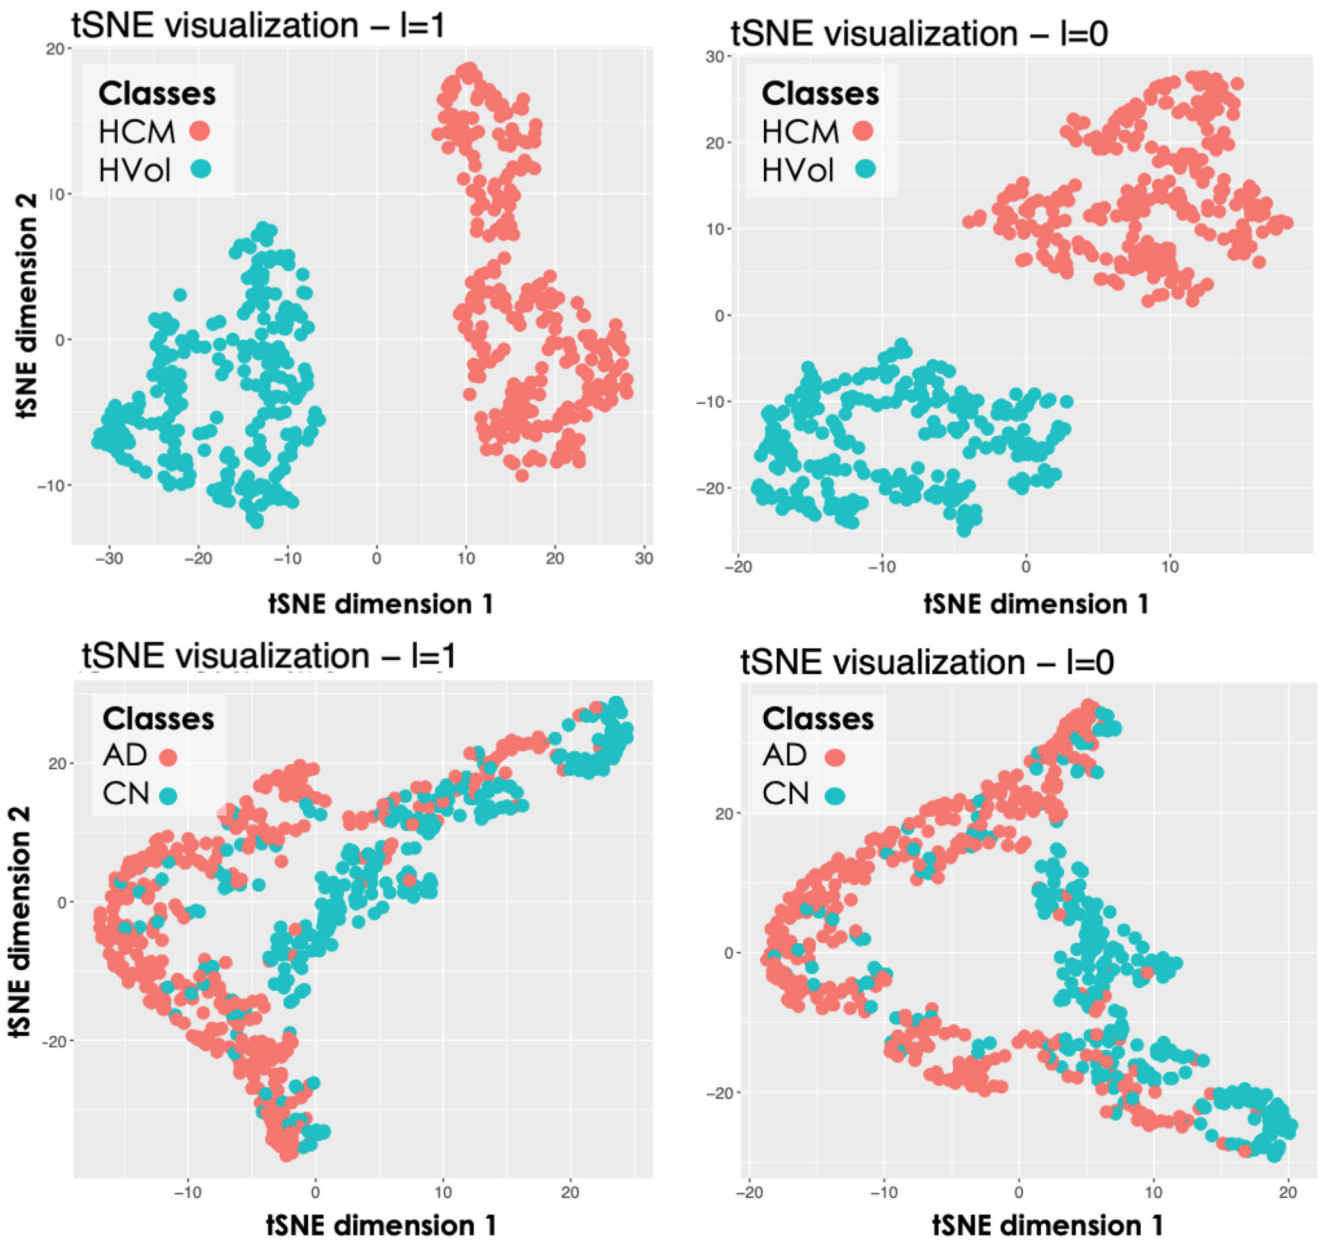 tSNE visualization – l=1
Classes
HCM
HVol
20
10
0
−10
−30
−20
−10
0
10
20
30
tSNE dimension 2
tSNE dimension 1
tSNE visualization – l=0
Classes
HCM
HVol
30
20
10
0
−10
−20
−20
−10
0
10
tSNE dimension 1
tSNE visualization – l=1
Classes
AD
CN
20
0
-20
−10
0
10
20
tSNE dimension 2
tSNE dimension 1
tSNE visualization – l=0
Classes
AD
CN
20
0
−20
−20
−10
0
10
20
tSNE dimension 1